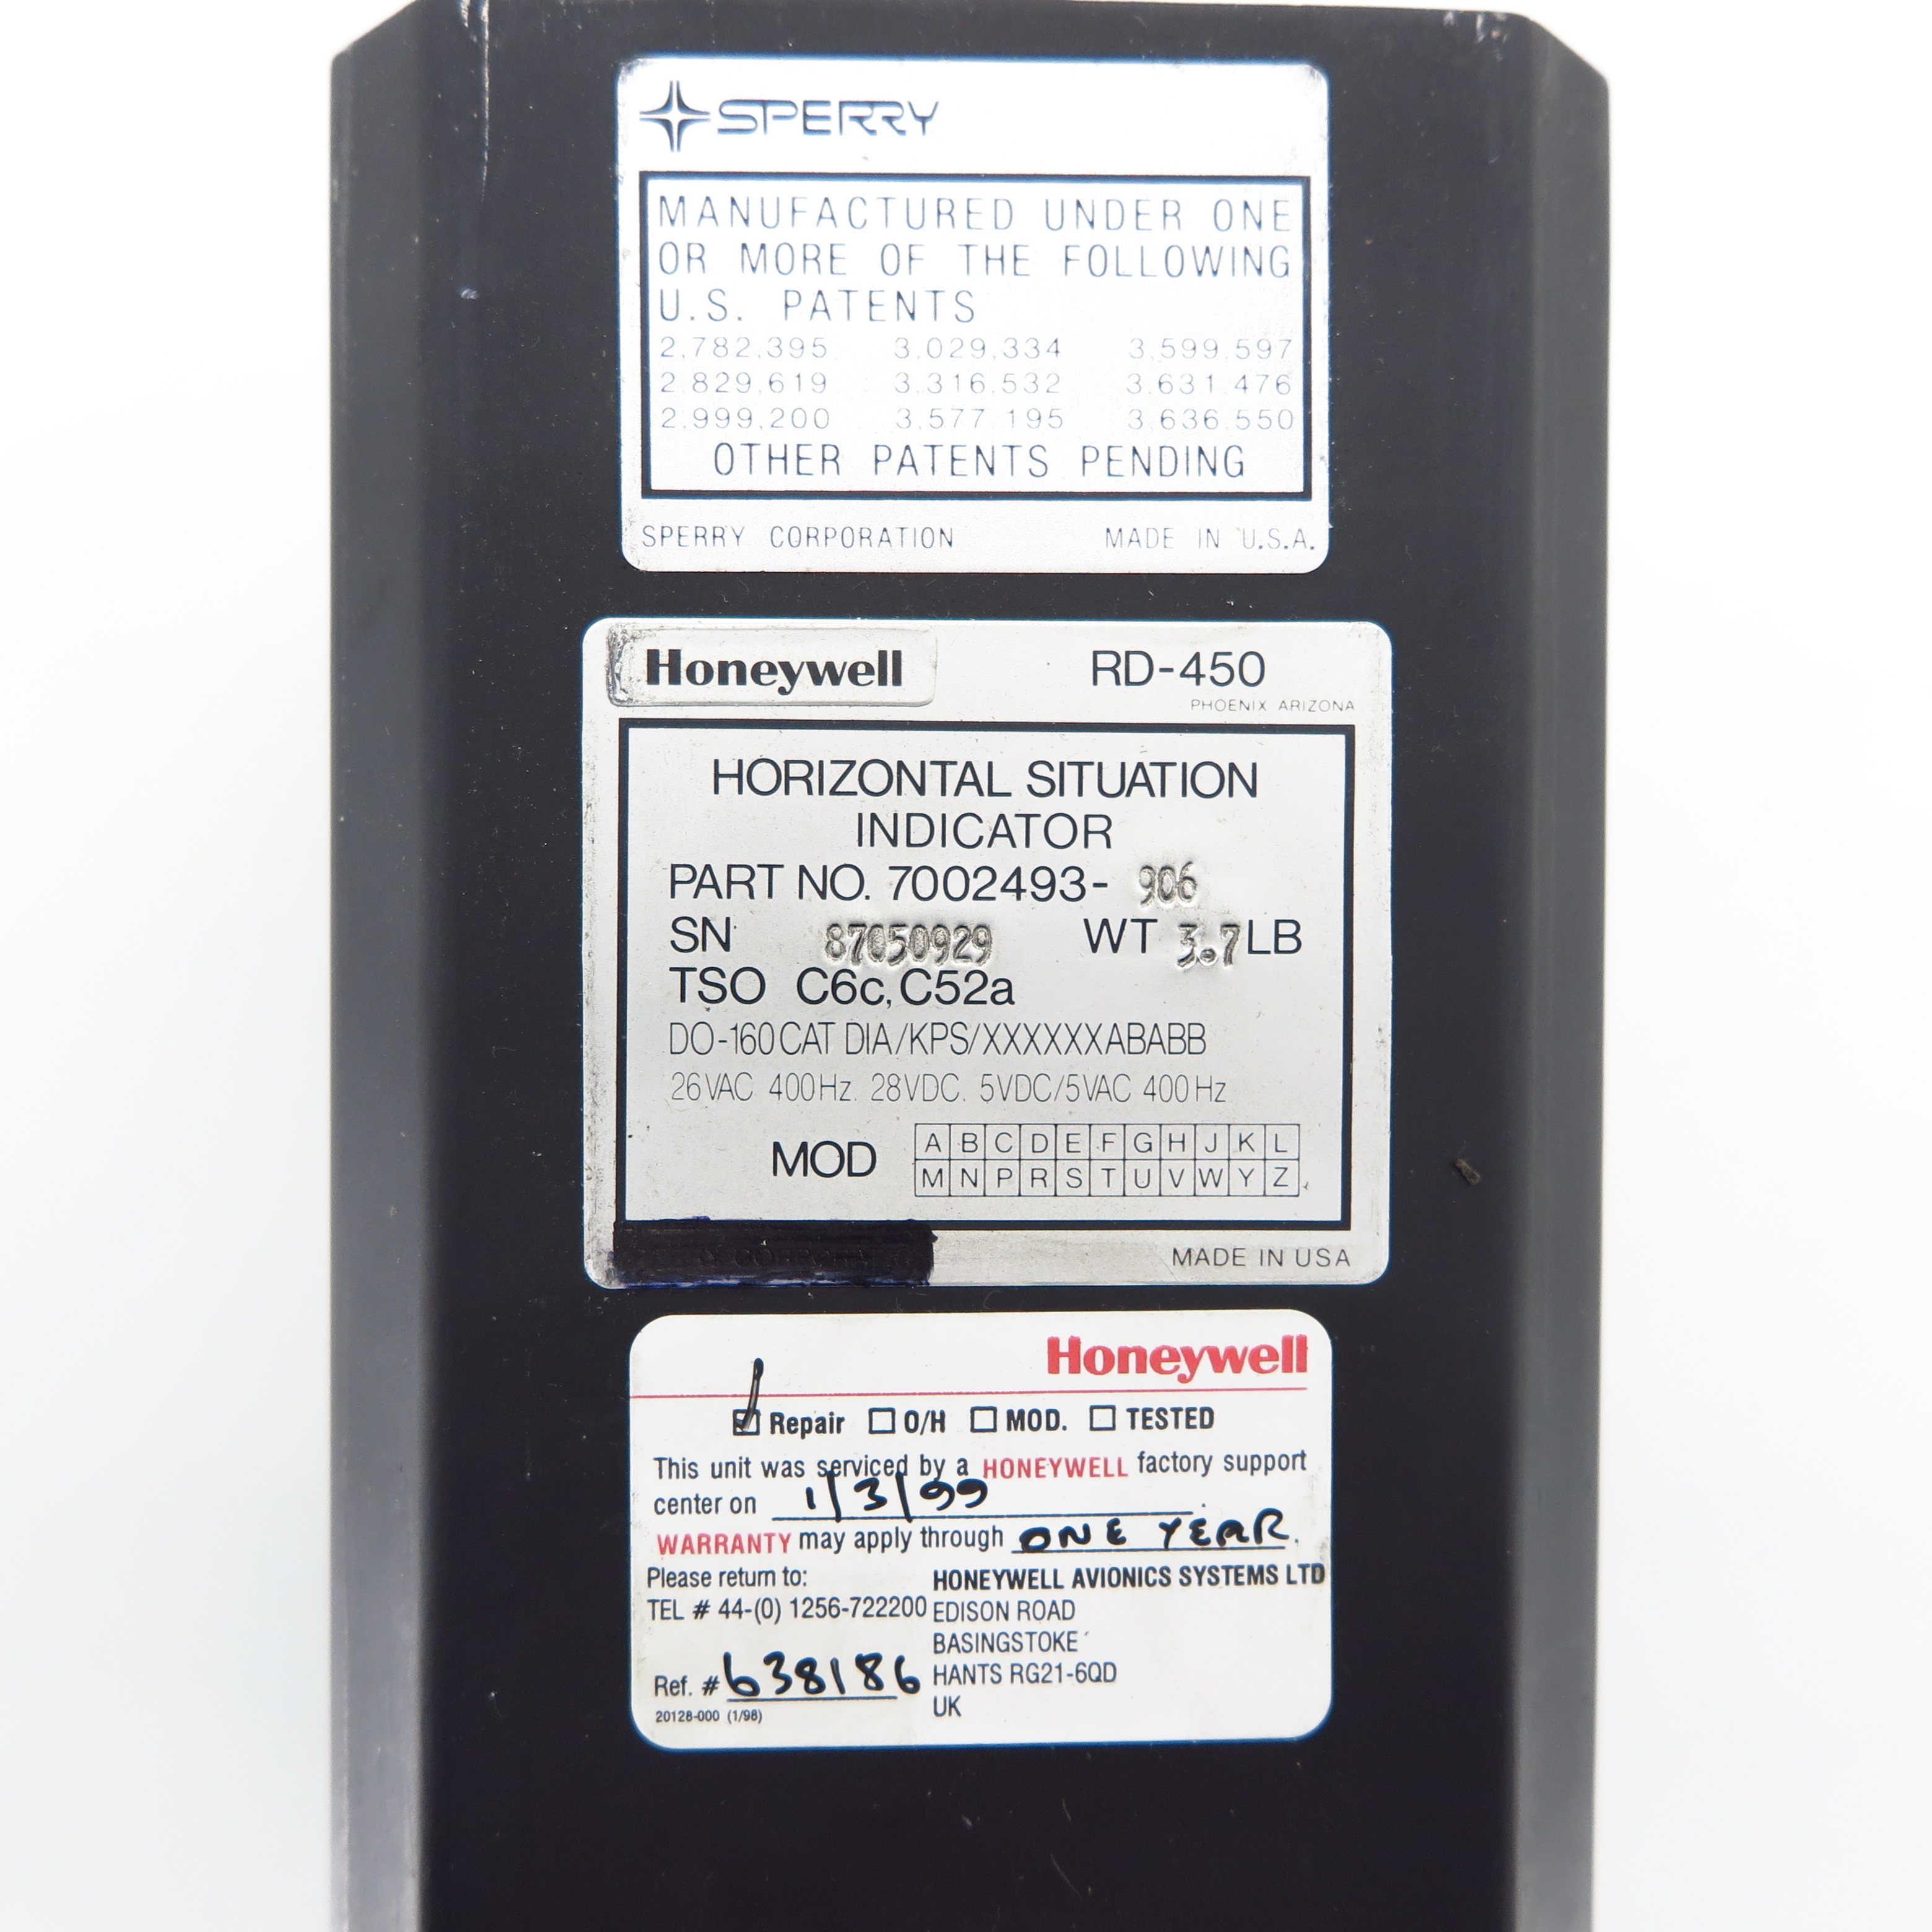 SPERRY
MANUFACTURED UNDER ONE
OR MORE OF THE FOLLOWING
U.S. PATENTS
2,782,395 3,029,334 3,599,597
2,829,619 3,316,532 3,631,476
2,999,200 3,577,195 3,636,550
OTHER PATENTS PENDING
SPERRY CORPORATION MADE IN U.S.A.
Honeywell RD-450
PHOENIX ARIZONA
HORIZONTAL SITUATION
INDICATOR
PART NO. 7002493- 906
SN 87050929 WT 3.7 LB
TSO C6c, C52a
DO-160 CAT DIA/KPS/XXXXXXABABB
26VAC 400Hz. 28VDC. 5VDC/5VAC 400Hz
MOD A B C D E F G H J K L
M N P R S T U V W Y Z
MADE IN USA
Honeywell
Repair O/H MOD. TESTED
This unit was serviced by a HONEYWELL factory support
center on 1/3/99.
WARRANTY may apply through ONE YEAR.
Please return to: HONEYWELL AVIONICS SYSTEMS LTD
TEL # 44-(0) 1256-722200 EDISON ROAD
BASINGSTOKE
Ref. # 638186 HANTS RG21-6QD
20128-000 (1/98) UK